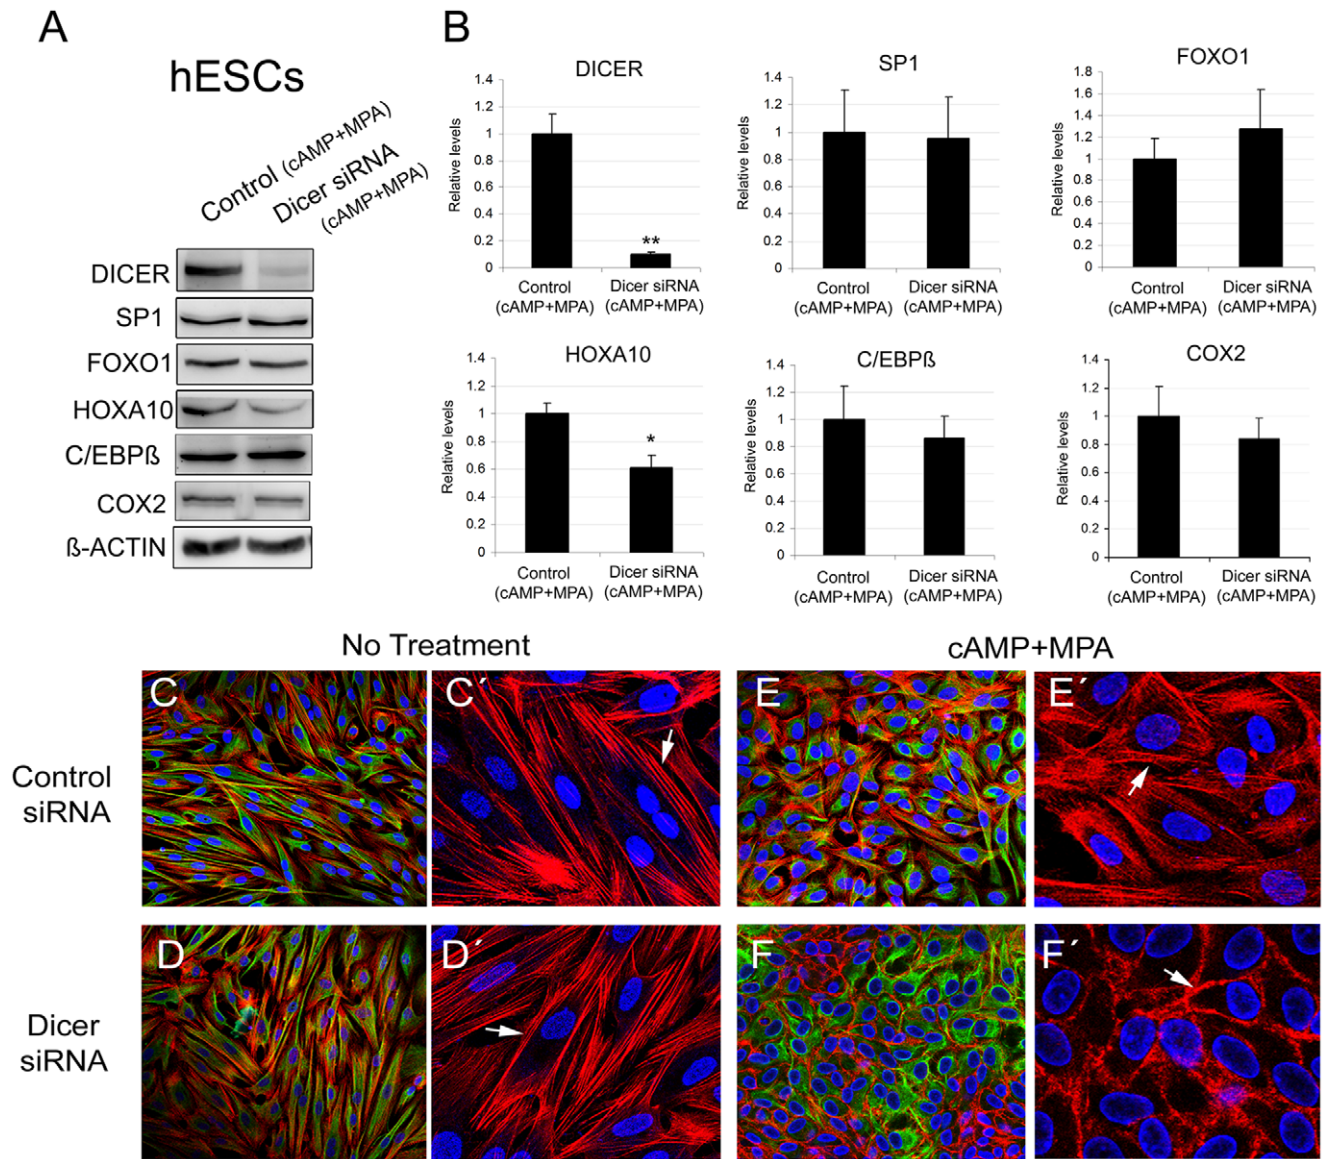 A
hESCs
Control (cAMP+MPA)
Dicer siRNA
(cAMP+MPA)
DICER
SP1
FOXO1
HOXA10
C/EBPß
COX2
ß-ACTIN
B
DICER
Relative levels
1.4
1.2
1
0.8
0.6
0.4
0.2
0
**
Control
(cAMP+MPA)
Dicer siRNA
(cAMP+MPA)
SP1
Relative levels
1.4
1.2
1
0.8
0.6
0.4
0.2
0
Control
(cAMP+MPA)
Dicer siRNA
(cAMP+MPA)
FOXO1
Relative levels
1.8
1.6
1.4
1.2
1
0.8
0.6
0.4
0.2
0
Control
(cAMP+MPA)
Dicer siRNA
(cAMP+MPA)
HOXA10
Relative levels
1.4
1.2
1
0.8
0.6
0.4
0.2
0
*
Control
(cAMP+MPA)
Dicer siRNA
(cAMP+MPA)
C/EBPß
Relative levels
1.4
1.2
1
0.8
0.6
0.4
0.2
0
Control
(cAMP+MPA)
Dicer siRNA
(cAMP+MPA)
COX2
Relative levels
1.4
1.2
1
0.8
0.6
0.4
0.2
0
Control
(cAMP+MPA)
Dicer siRNA
(cAMP+MPA)
No Treatment
cAMP+MPA
Control
siRNA
C
C´
E
E´
Dicer
siRNA
D
D´
F
F´